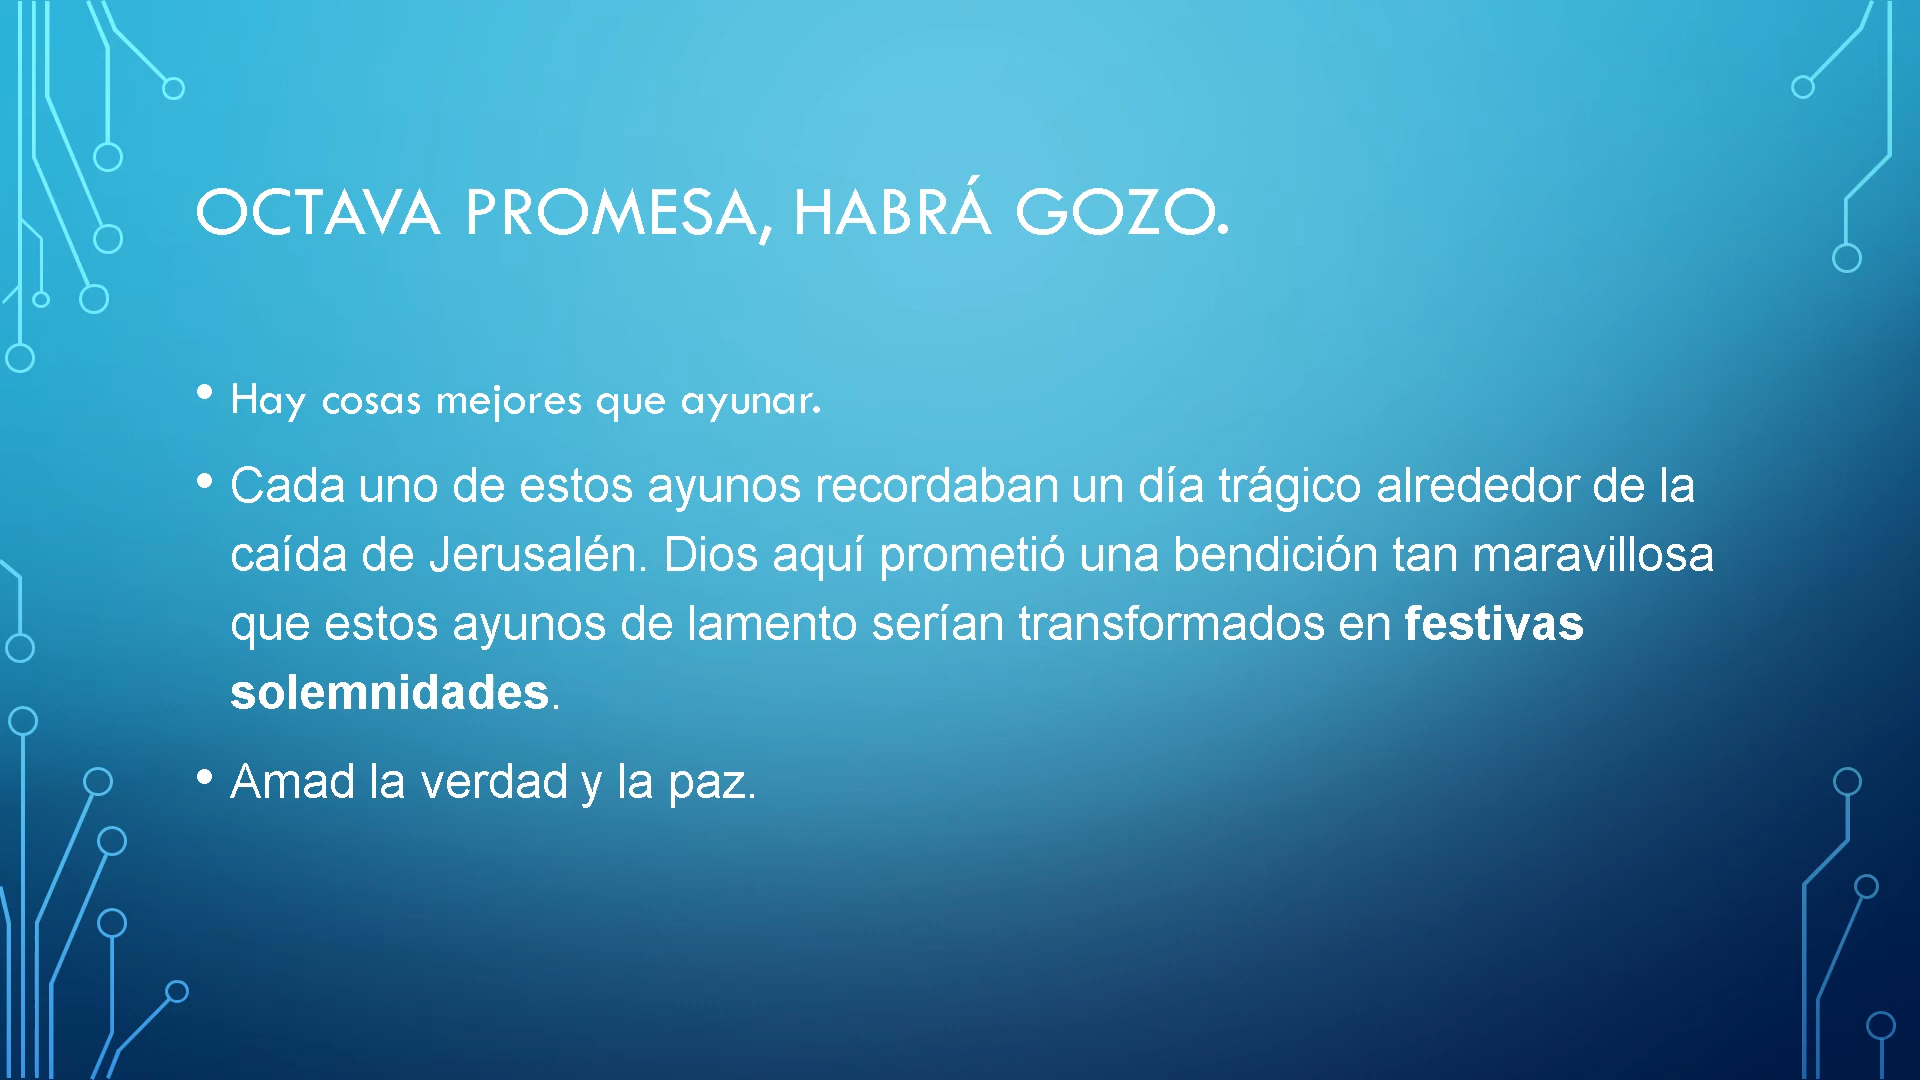 OCTAVA PROMESA, HABRÁ GOZO.
• Hay cosas mejores que ayunar.
• Cada uno de estos ayunos recordaban un día trágico alrededor de la
caída de Jerusalén. Dios aquí prometió una bendición tan maravillosa
que estos ayunos de lamento serían transformados en festivas
solemnidades.
• Amad la verdad y la paz.